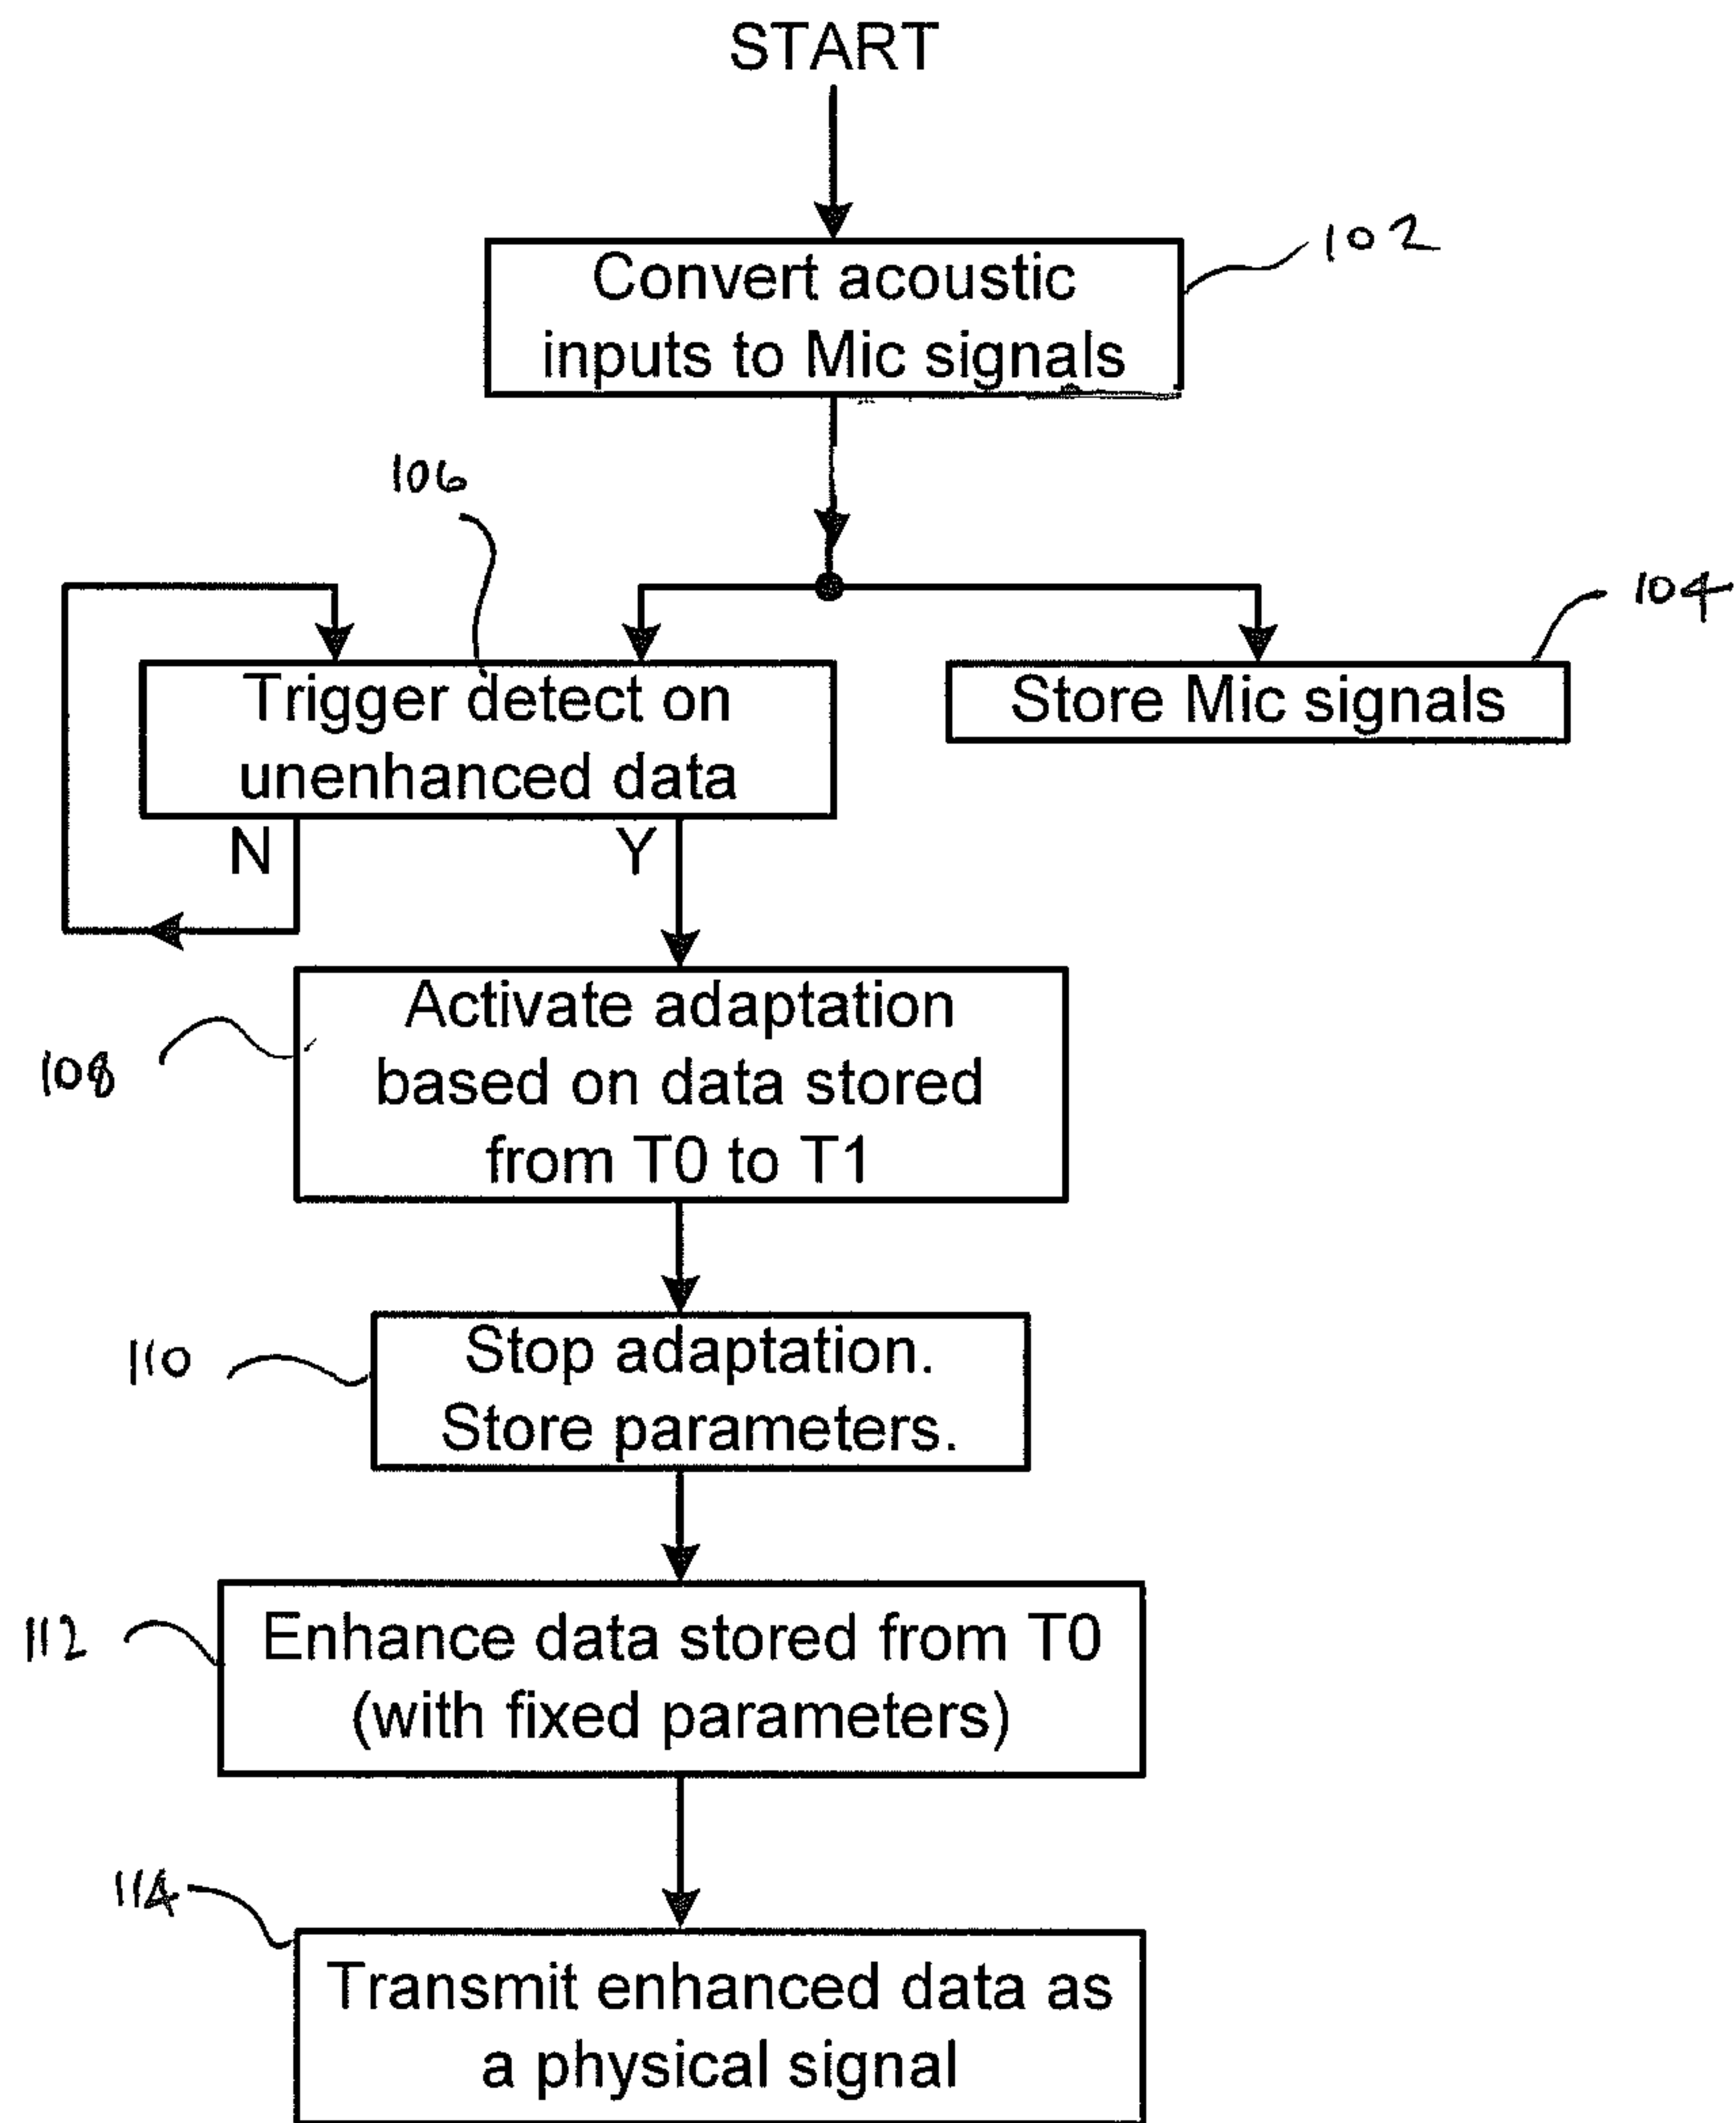 START
Convert acoustic
inputs to Mic signals
102
106
104
Trigger detect on
unenhanced data
Store Mic signals
N
Y
Activate adaptation
based on data stored
from T0 to T1
108
Stop adaptation.
Store parameters.
110
Enhance data stored from T0
(with fixed parameters)
112
114
Transmit enhanced data as
a physical signal